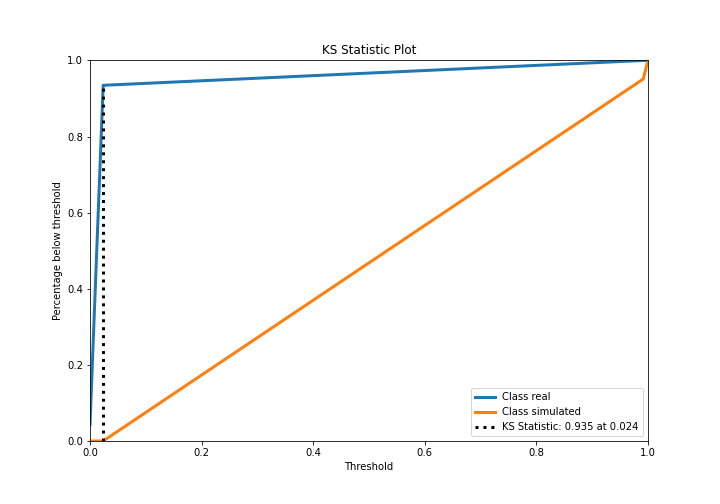 KS Statistic Plot
Percentage below threshold
1.0
0.8
0.6
0.4
0.2
0.0
0.0 0.2 0.4 0.6 0.8 1.0
Threshold
Class real
Class simulated
KS Statistic: 0.935 at 0.024